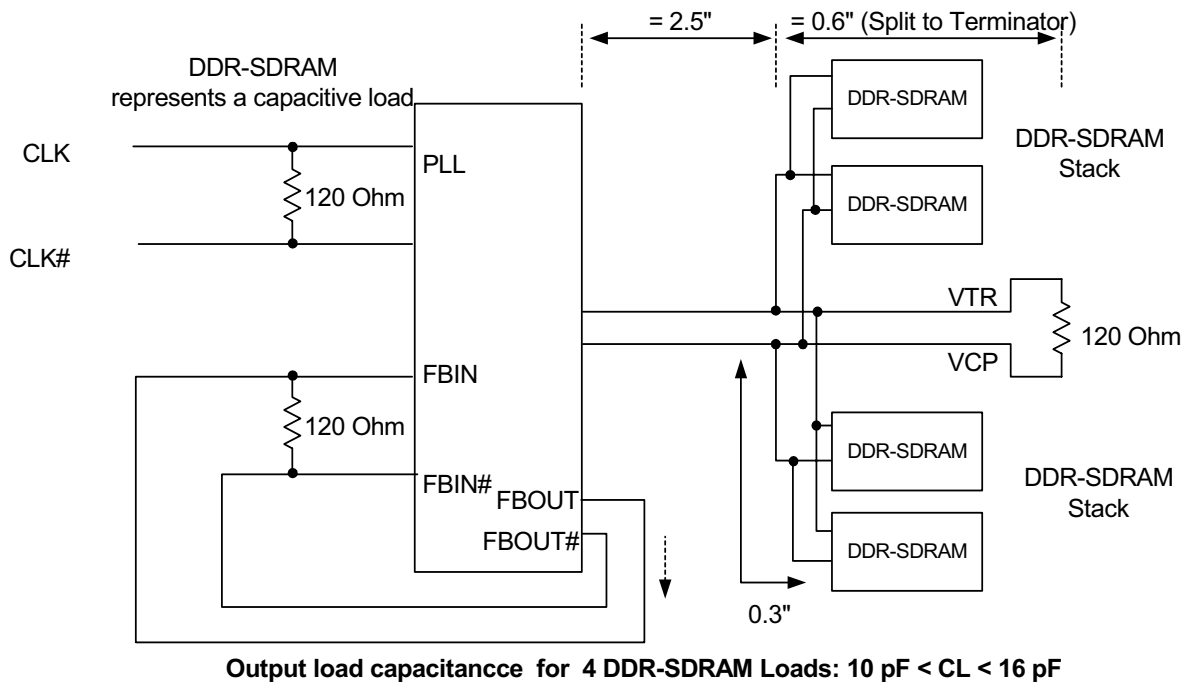 = 2.5"
= 0.6" (Split to Terminator)
DDR-SDRAM
represents a capacitive load
CLK
PLL
120 Ohm
CLK#
DDR-SDRAM
DDR-SDRAM
DDR-SDRAM
Stack
VTR
120 Ohm
VCP
FBIN
120 Ohm
FBIN#
FBOUT
FBOUT#
DDR-SDRAM
DDR-SDRAM
DDR-SDRAM
Stack
0.3"
Output load capacitancce for 4 DDR-SDRAM Loads: 10 pF < CL < 16 pF